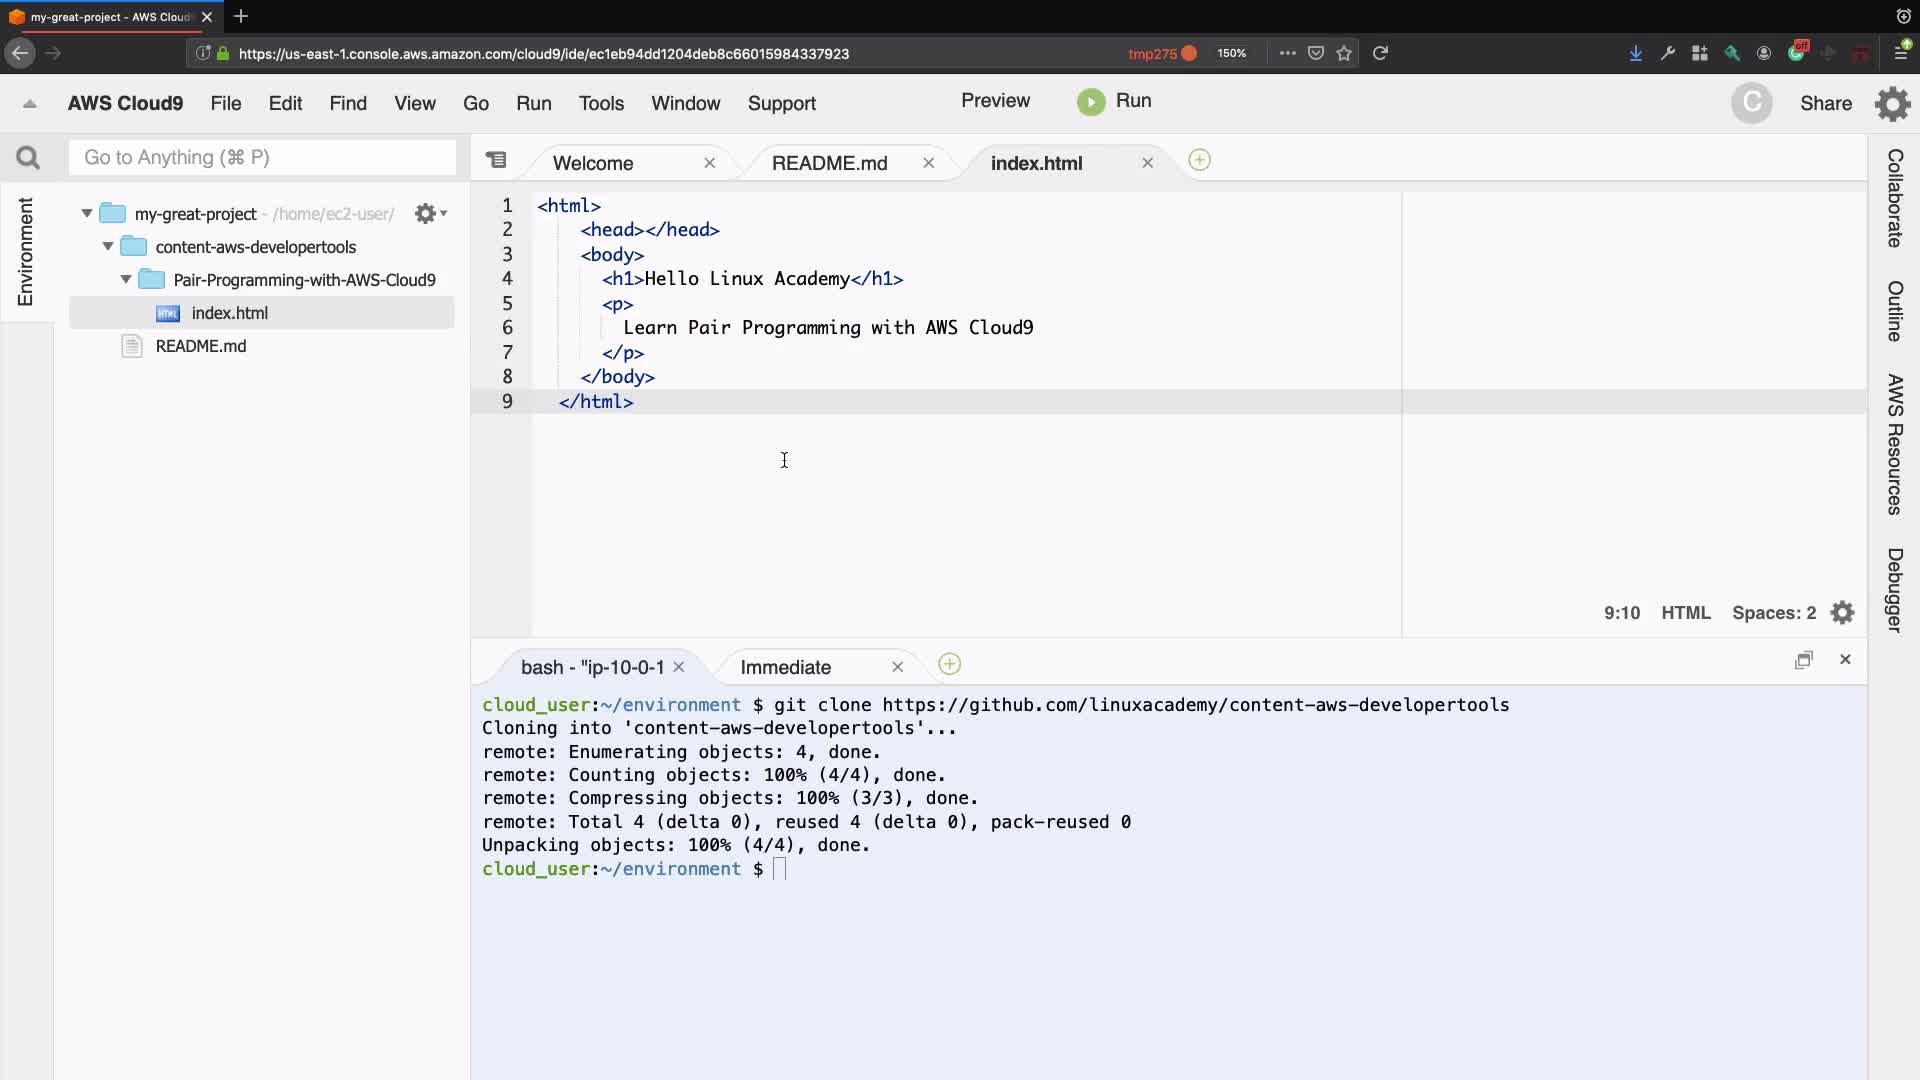 my-great-project - AWS Cloud
https://us-east-1.console.aws.amazon.com/cloud9/ide/ec1eb94dd1204deb8c66015984337923
tmp275
150%
off
AWS Cloud9 File Edit Find View Go Run Tools Window Support Preview Run C Share
Go to Anything (⌘ P)
Welcome README.md index.html
Environment
my-great-project - /home/ec2-user/
content-aws-developertools
Pair-Programming-with-AWS-Cloud9
HTML index.html
README.md
1 <html>
2 <head></head>
3 <body>
4 <h1>Hello Linux Academy</h1>
5 <p>
6 Learn Pair Programming with AWS Cloud9
7 </p>
8 </body>
9 </html>
9:10 HTML Spaces: 2
Collaborate
Outline
AWS Resources
Debugger
bash - "ip-10-0-1 Immediate
cloud_user:~/environment $ git clone https://github.com/linuxacademy/content-aws-developertools
Cloning into 'content-aws-developertools'...
remote: Enumerating objects: 4, done.
remote: Counting objects: 100% (4/4), done.
remote: Compressing objects: 100% (3/3), done.
remote: Total 4 (delta 0), reused 4 (delta 0), pack-reused 0
Unpacking objects: 100% (4/4), done.
cloud_user:~/environment $